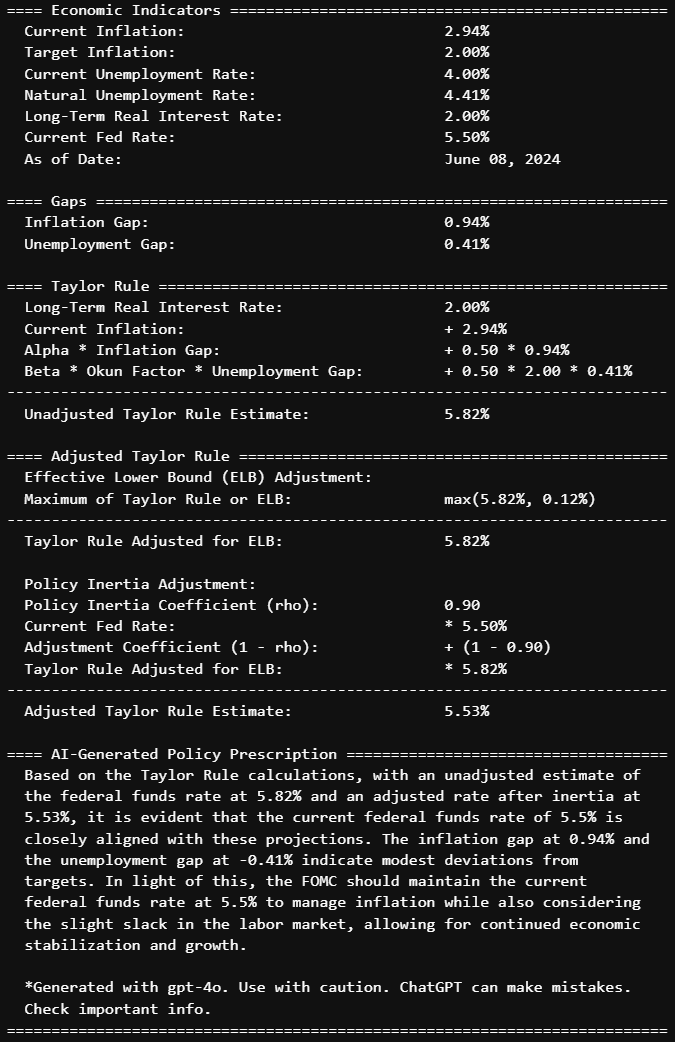 ==== Economic Indicators =================================================
Current Inflation: 2.94%
Target Inflation: 2.00%
Current Unemployment Rate: 4.00%
Natural Unemployment Rate: 4.41%
Long-Term Real Interest Rate: 2.00%
Current Fed Rate: 5.50%
As of Date: June 08, 2024
==== Gaps ================================================================
Inflation Gap: 0.94%
Unemployment Gap: 0.41%
==== Taylor Rule =========================================================
Long-Term Real Interest Rate: 2.00%
Current Inflation: + 2.94%
Alpha * Inflation Gap: + 0.50 * 0.94%
Beta * Okun Factor * Unemployment Gap: + 0.50 * 2.00 * 0.41%
--------------------------------------------------------------------------
Unadjusted Taylor Rule Estimate: 5.82%
==== Adjusted Taylor Rule ================================================
Effective Lower Bound (ELB) Adjustment:
Maximum of Taylor Rule or ELB: max(5.82%, 0.12%)
--------------------------------------------------------------------------
Taylor Rule Adjusted for ELB: 5.82%
Policy Inertia Adjustment:
Policy Inertia Coefficient (rho): 0.90
Current Fed Rate: * 5.50%
Adjustment Coefficient (1 - rho): + (1 - 0.90)
Taylor Rule Adjusted for ELB: * 5.82%
--------------------------------------------------------------------------
Adjusted Taylor Rule Estimate: 5.53%
==== AI-Generated Policy Prescription ====================================
Based on the Taylor Rule calculations, with an unadjusted estimate of
the federal funds rate at 5.82% and an adjusted rate after inertia at
5.53%, it is evident that the current federal funds rate of 5.5% is
closely aligned with these projections. The inflation gap at 0.94% and
the unemployment gap at -0.41% indicate modest deviations from
targets. In light of this, the FOMC should maintain the current
federal funds rate at 5.5% to manage inflation while also considering
the slight slack in the labor market, allowing for continued economic
stabilization and growth.
*Generated with gpt-4o. Use with caution. ChatGPT can make mistakes.
Check important info.
==========================================================================